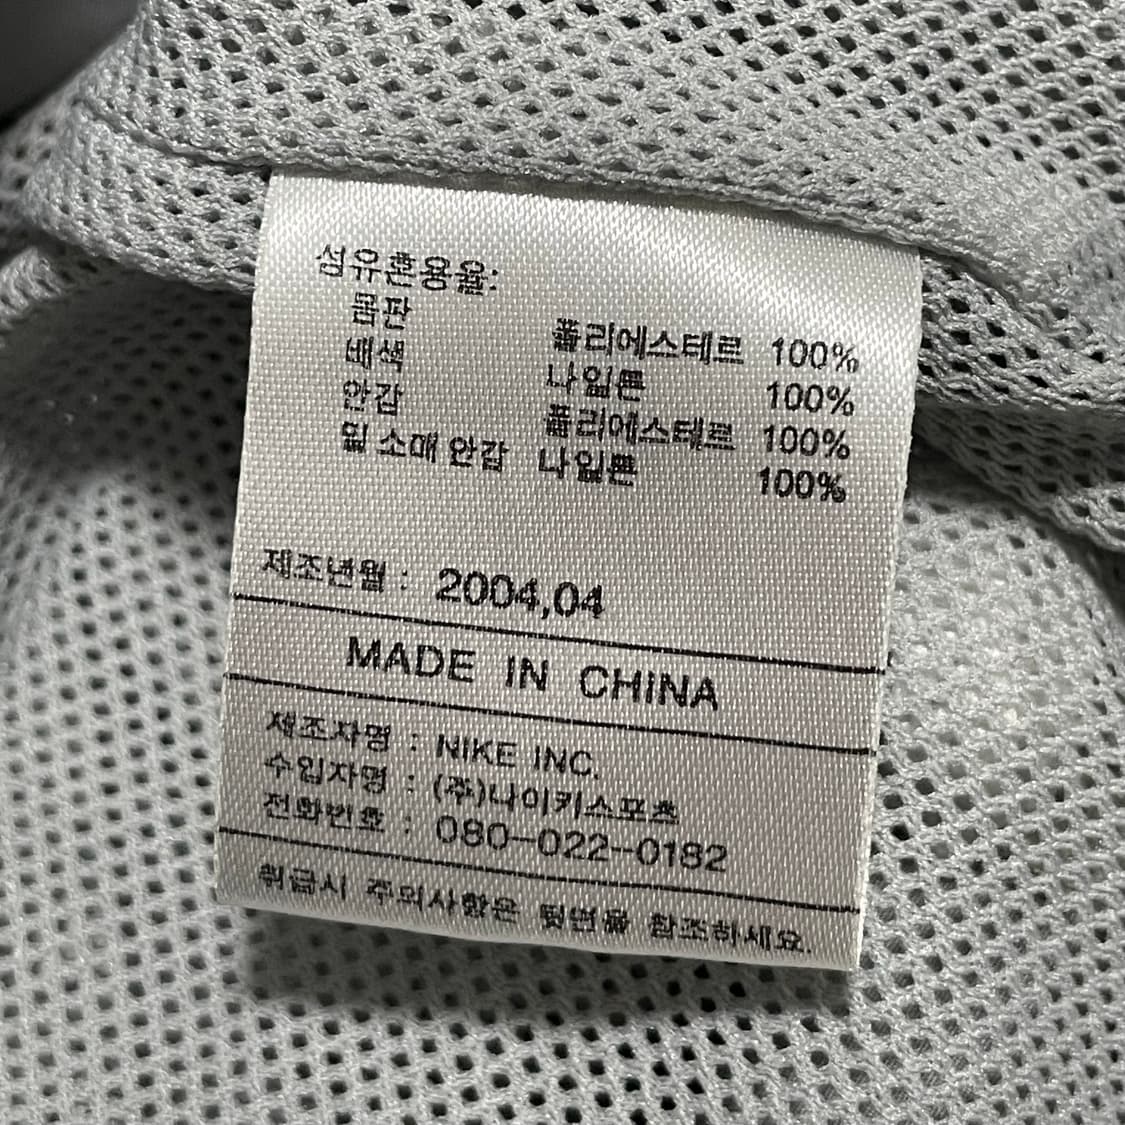 섬유혼용율:
몸판 폴리에스테르 100%
배색 나일론 100%
안감 폴리에스테르 100%
및 소매 안감 나일론 100%
제조년월 : 2004,04
MADE IN CHINA
제조자명 : NIKE INC.
수입자명 : (주)나이키스포츠
전화번호 : 080-022-0182
취급시 주의사항은 뒷면을 참조하세요.